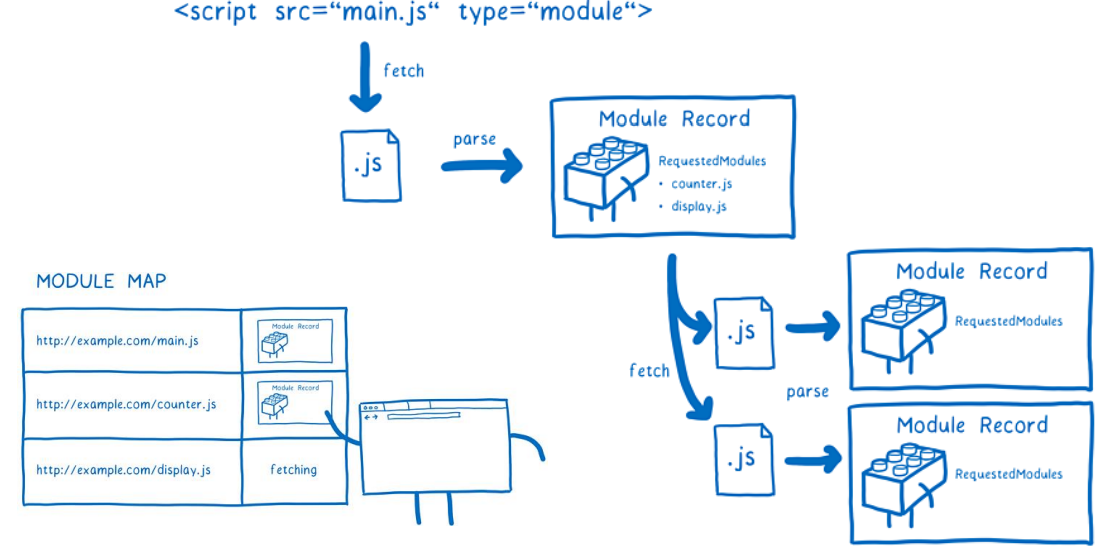 <script src=“main.js“ type=“module“>
fetch
.js
parse
Module Record
RequestedModules
• counter.js
• display.js
MODULE MAP
http://example.com/main.js
Module Record
http://example.com/counter.js
Module Record
http://example.com/display.js
fetching
fetch
.js
.js
parse
Module Record
RequestedModules
Module Record
RequestedModules